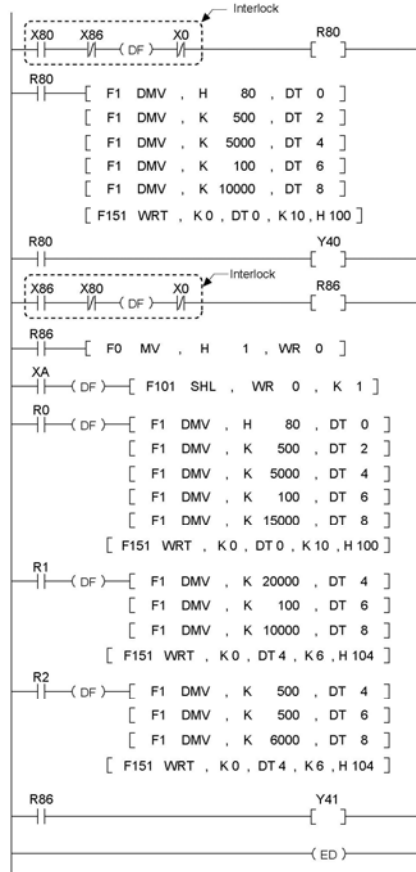 Interlock
X80 X86 ( DF ) X0 R80
R80
[ F1 DMV , H 80 , DT 0 ]
[ F1 DMV , K 500 , DT 2 ]
[ F1 DMV , K 5000 , DT 4 ]
[ F1 DMV , K 100 , DT 6 ]
[ F1 DMV , K 10000 , DT 8 ]
[ F151 WRT , K 0 , DT 0 , K 10 , H 100 ]
R80 Y40
Interlock
X86 X80 ( DF ) X0 R86
R86
[ F0 MV , H 1 , WR 0 ]
XA
( DF ) [ F101 SHL , WR 0 , K 1 ]
R0
( DF ) [ F1 DMV , H 80 , DT 0 ]
[ F1 DMV , K 500 , DT 2 ]
[ F1 DMV , K 5000 , DT 4 ]
[ F1 DMV , K 100 , DT 6 ]
[ F1 DMV , K 15000 , DT 8 ]
[ F151 WRT , K 0 , DT 0 , K 10 , H 100 ]
R1
( DF ) [ F1 DMV , K 20000 , DT 4 ]
[ F1 DMV , K 100 , DT 6 ]
[ F1 DMV , K 10000 , DT 8 ]
[ F151 WRT , K 0 , DT 4 , K 6 , H 104 ]
R2
( DF ) [ F1 DMV , K 500 , DT 4 ]
[ F1 DMV , K 500 , DT 6 ]
[ F1 DMV , K 6000 , DT 8 ]
[ F151 WRT , K 0 , DT 4 , K 6 , H 104 ]
R86 Y41
( ED )